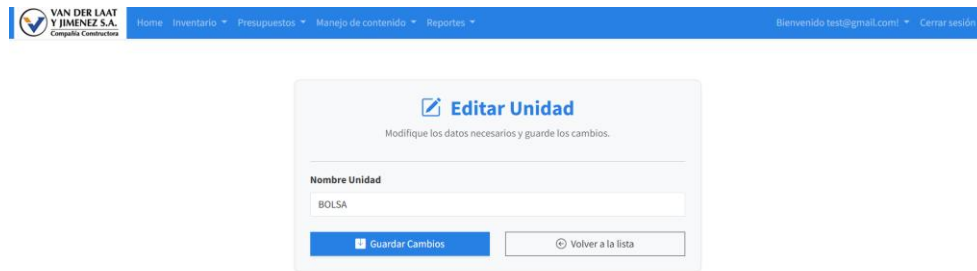 VAN DER LAAT
Y JIMENEZ S.A.
Compañía Constructora
Home Inventario Presupuestos Manejo de contenido Reportes Bienvenido test@gmail.com! Cerrar sesión
Editar Unidad
Modifique los datos necesarios y guarde los cambios.
Nombre Unidad
BOLSA
Guardar Cambios Volver a la lista